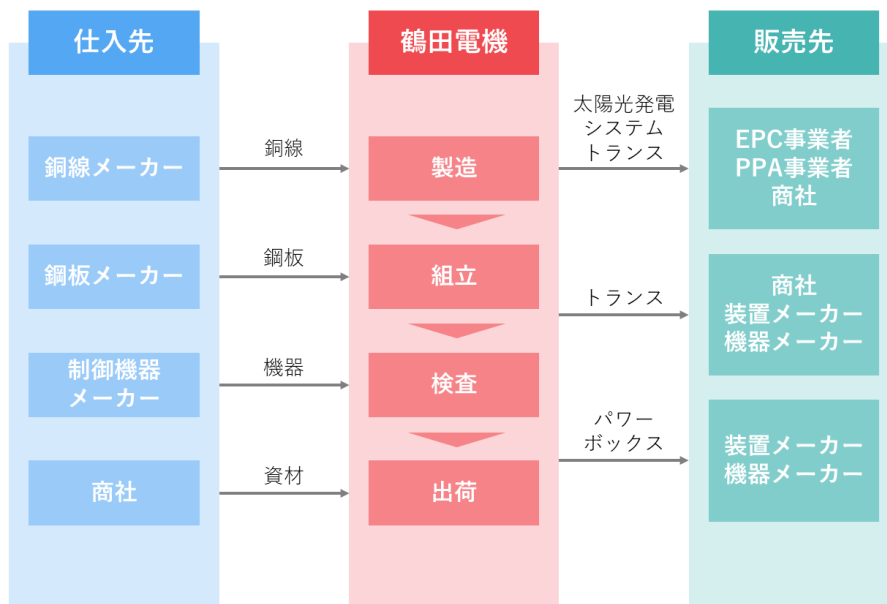 仕入先
鶴田電機
販売先
銅線メーカー
銅線
製造
太陽光発電
システム
トランス
EPC事業者
PPA事業者
商社
鋼板メーカー
鋼板
組立
トランス
商社
装置メーカー
機器メーカー
制御機器
メーカー
機器
検査
パワー
ボックス
装置メーカー
機器メーカー
商社
資材
出荷